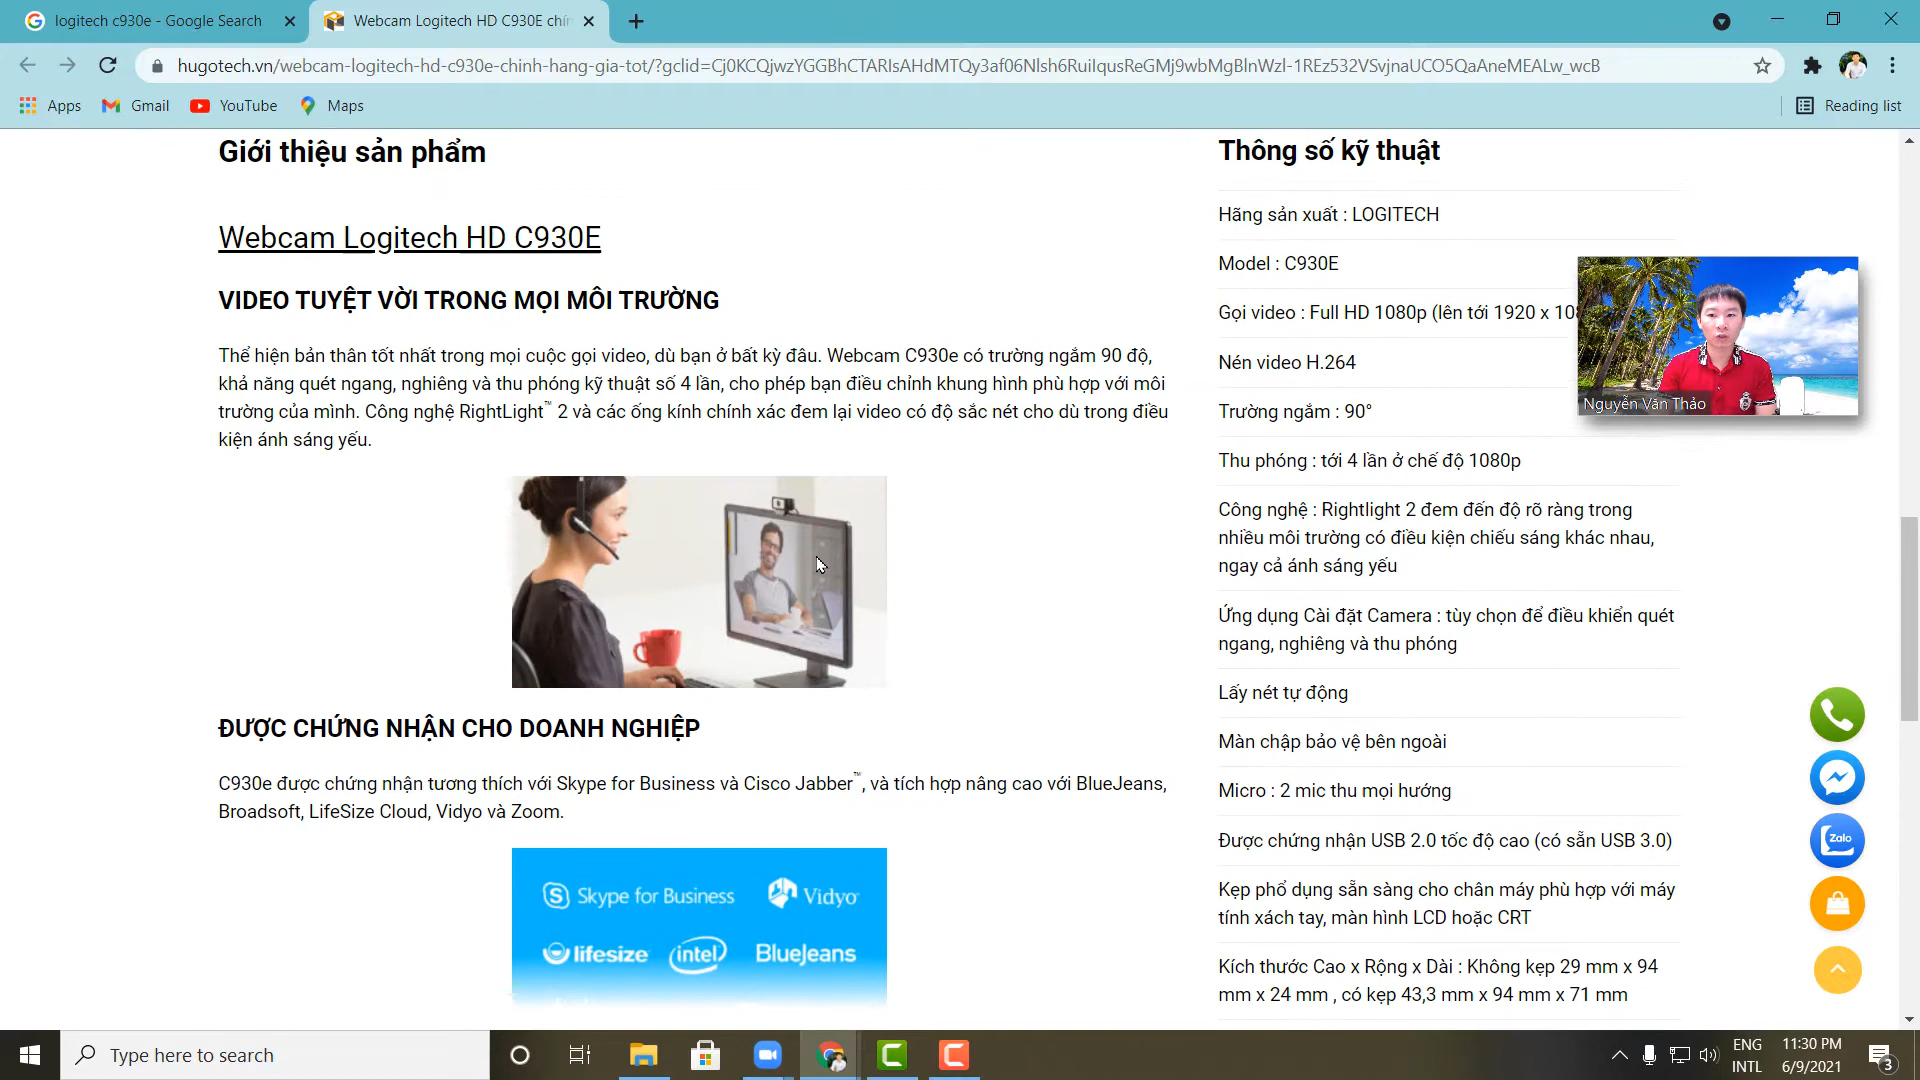 logitech c930e - Google Search
Webcam Logitech HD C930E chí
hugotech.vn/webcam-logitech-hd-c930e-chinh-hang-gia-tot/?gclid=Cj0KCQjwzYGGBhCTARIsAHdMTQy3af06Nlsh6RuiIqusReGMj9wbMgBlnWzl-1REz532VSvjnaUCO5QaAneMEALw_wcB
Apps
Gmail
YouTube
Maps
Reading list
Giới thiệu sản phẩm
Webcam Logitech HD C930E
VIDEO TUYỆT VỜI TRONG MỌI MÔI TRƯỜNG
Thể hiện bản thân tốt nhất trong mọi cuộc gọi video, dù bạn ở bất kỳ đâu. Webcam C930e có trường ngắm 90 độ,
khả năng quét ngang, nghiêng và thu phóng kỹ thuật số 4 lần, cho phép bạn điều chỉnh khung hình phù hợp với môi
trường của mình. Công nghệ RightLight™ 2 và các ống kính chính xác đem lại video có độ sắc nét cho dù trong điều
kiện ánh sáng yếu.
ĐƯỢC CHỨNG NHẬN CHO DOANH NGHIỆP
C930e được chứng nhận tương thích với Skype for Business và Cisco Jabber™, và tích hợp nâng cao với BlueJeans,
Broadsoft, LifeSize Cloud, Vidyo và Zoom.
Skype for Business
Vidyo
lifesize
intel
BlueJeans
Thông số kỹ thuật
Hãng sản xuất : LOGITECH
Model : C930E
Gọi video : Full HD 1080p (lên tới 1920 x 108
Nén video H.264
Trường ngắm : 90°
Thu phóng : tới 4 lần ở chế độ 1080p
Công nghệ : Rightlight 2 đem đến độ rõ ràng trong
nhiều môi trường có điều kiện chiếu sáng khác nhau,
ngay cả ánh sáng yếu
Ứng dụng Cài đặt Camera : tùy chọn để điều khiển quét
ngang, nghiêng và thu phóng
Lấy nét tự động
Màn chập bảo vệ bên ngoài
Micro : 2 mic thu mọi hướng
Được chứng nhận USB 2.0 tốc độ cao (có sẵn USB 3.0)
Kẹp phổ dụng sẵn sàng cho chân máy phù hợp với máy
tính xách tay, màn hình LCD hoặc CRT
Kích thước Cao x Rộng x Dài : Không kẹp 29 mm x 94
mm x 24 mm , có kẹp 43,3 mm x 94 mm x 71 mm
Nguyễn Văn Thảo
Zalo
Type here to search
ENG
INTL
11:30 PM
6/9/2021
3